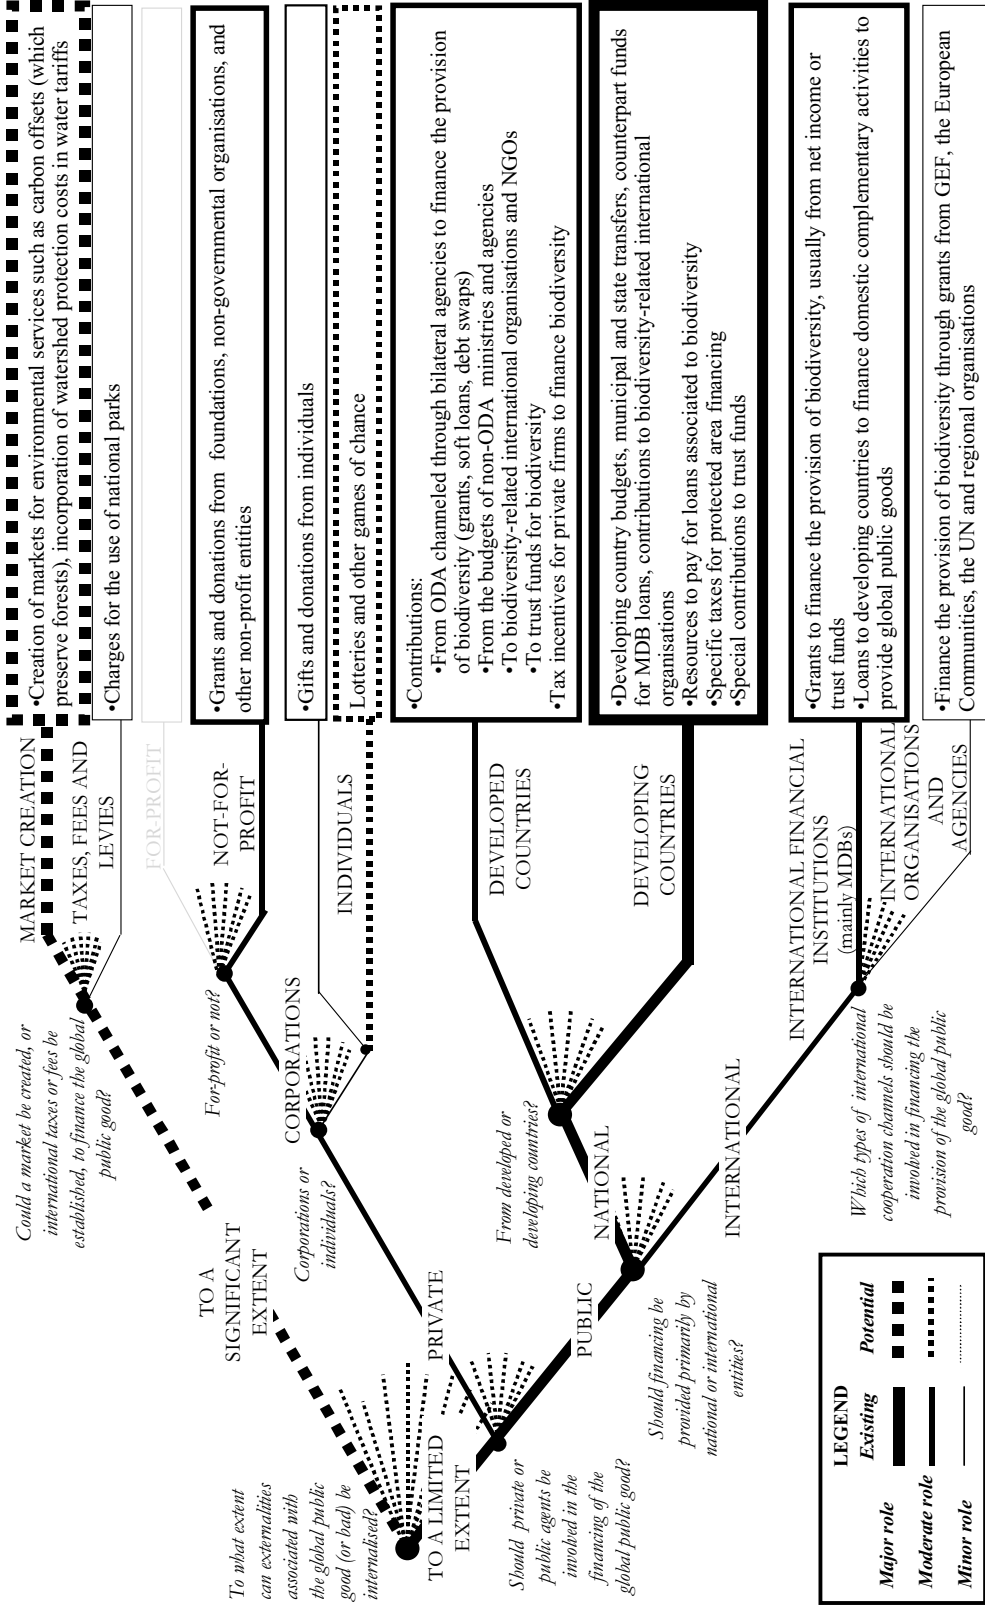 To what extent
can externalities
associated with
the global public
good (or bad) be
internalised?
TO A
SIGNIFICANT
EXTENT
TO A LIMITED
EXTENT
Could a market be created, or
international taxes or fees be
established, to finance the global
public good?
MARKET CREATION
TAXES, FEES AND
LEVIES
•Creation of markets for environmental services such as carbon offsets (which
preserve forests), incorporation of watershed protection costs in water tariffs
•Charges for the use of national parks
Should private or
public agents be
involved in the
financing of the
global public good?
PRIVATE
PUBLIC
Corporations or
individuals?
CORPORATIONS
For-profit or not?
FOR-PROFIT
NOT-FOR-
PROFIT
•Grants and donations from foundations, non-governmental organisations, and
other non-profit entities
INDIVIDUALS
•Gifts and donations from individuals
Lotteries and other games of chance
Should financing be
provided primarily by
national or international
entities?
NATIONAL
INTERNATIONAL
From developed or
developing countries?
DEVELOPED
COUNTRIES
•Contributions:
•From ODA channeled through bilateral agencies to finance the provision
of biodiversity (grants, soft loans, debt swaps)
•From the budgets of non-ODA ministries and agencies
•To biodiversity-related international organisations and NGOs
•To trust funds for biodiversity
•Tax incentives for private firms to finance biodiversity
DEVELOPING
COUNTRIES
•Developing country budgets, municipal and state transfers, counterpart funds
for MDB loans, contributions to biodiversity-related international
organisations
•Resources to pay for loans associated to biodiversity
•Specific taxes for protected area financing
•Special contributions to trust funds
Which types of international
cooperation channels should be
involved in financing the
provision of the global public
good?
INTERNATIONAL FINANCIAL
INSTITUTIONS
(mainly MDBs)
•Grants to finance the provision of biodiversity, usually from net income or
trust funds
•Loans to developing countries to finance domestic complementary activities to
provide global public goods
INTERNATIONAL
ORGANISATIONS
AND
AGENCIES
•Finance the provision of biodiversity through grants from GEF, the European
Communities, the UN and regional organisations
LEGEND
Existing Potential
Major role
Moderate role
Minor role